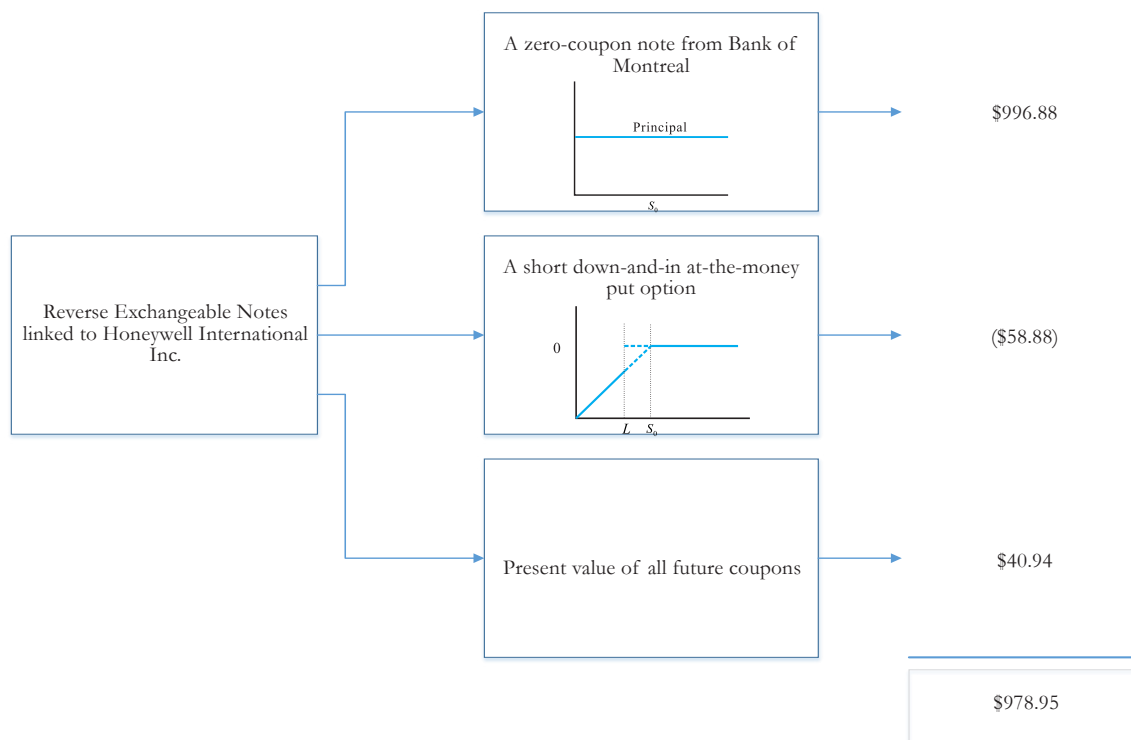 A zero-coupon note from Bank of
Montreal
Principal
S₀
$996.88
Reverse Exchangeable Notes
linked to Honeywell International
Inc.
A short down-and-in at-the-money
put option
0
L S₀
($58.88)
Present value of all future coupons
$40.94
$978.95